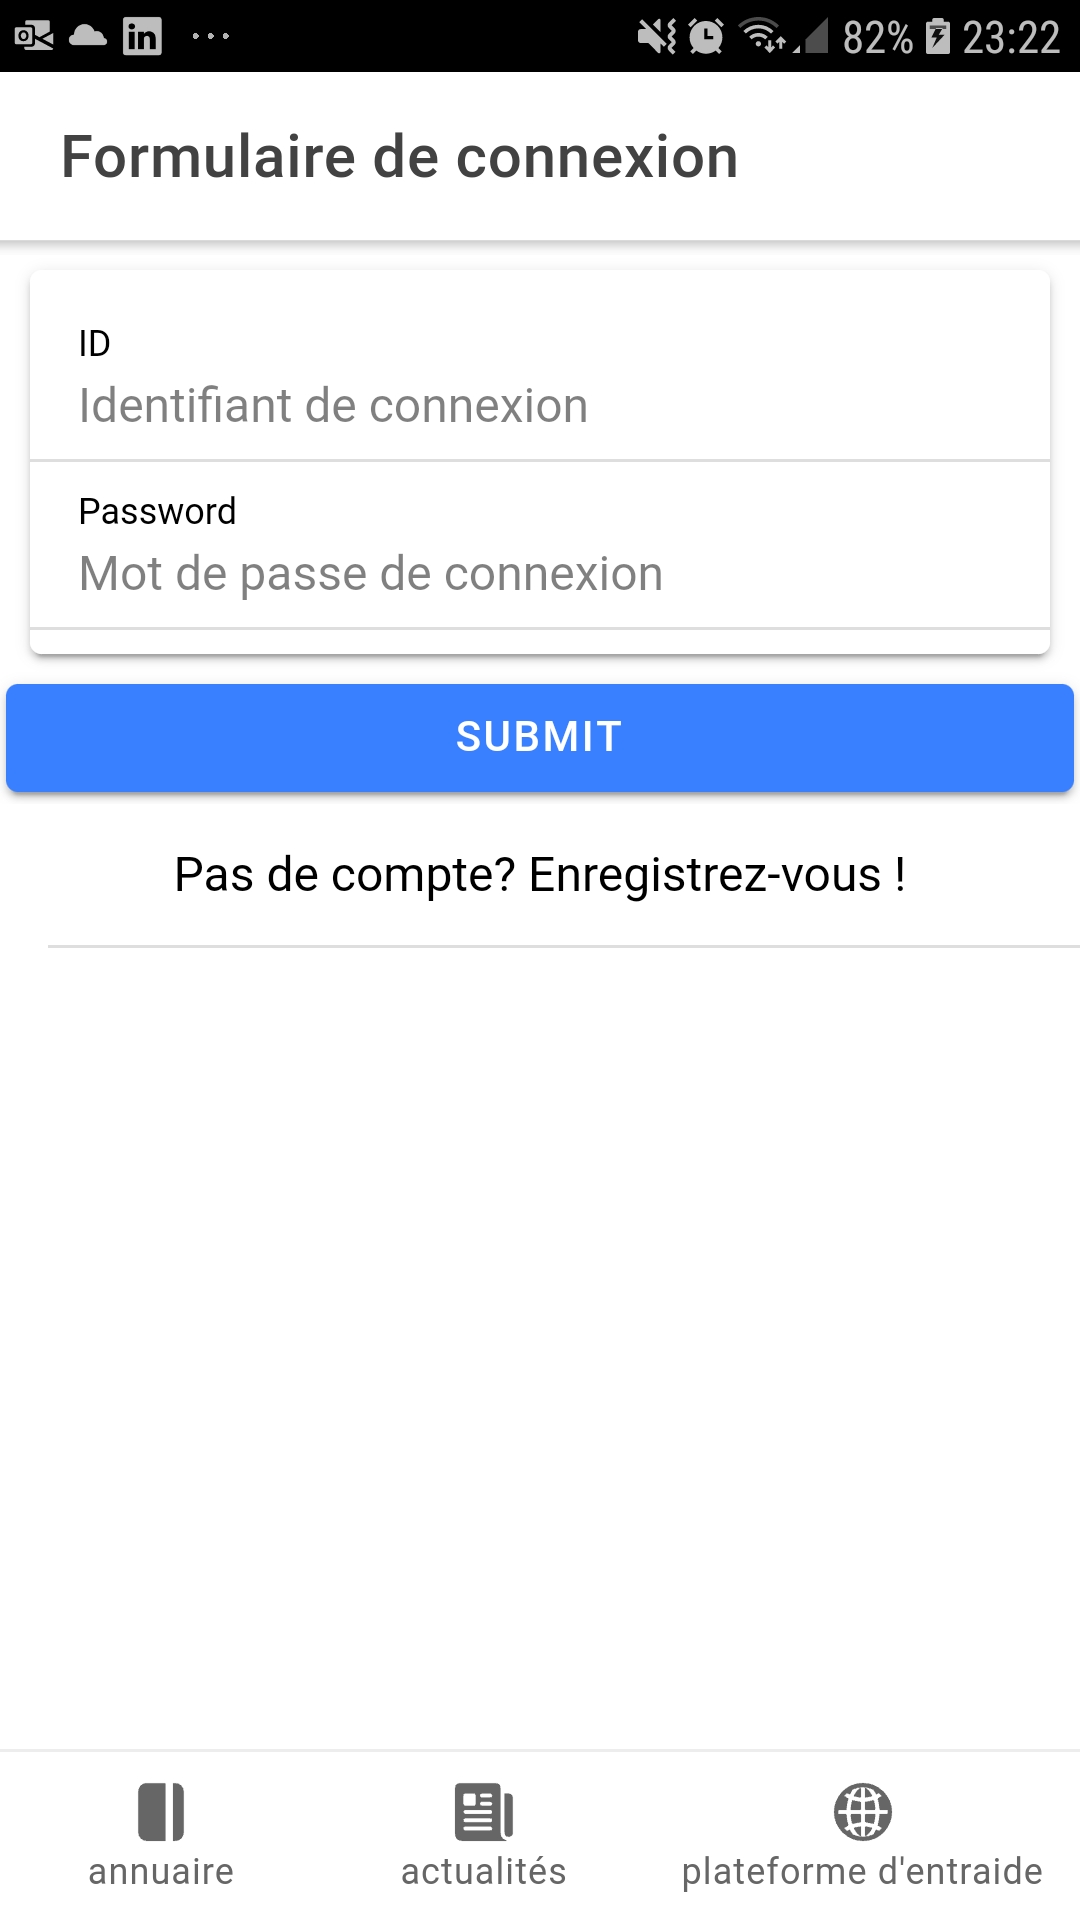 82% 23:22
Formulaire de connexion
ID
Identifiant de connexion
Password
Mot de passe de connexion
SUBMIT
Pas de compte? Enregistrez-vous !
annuaire actualités plateforme d'entraide